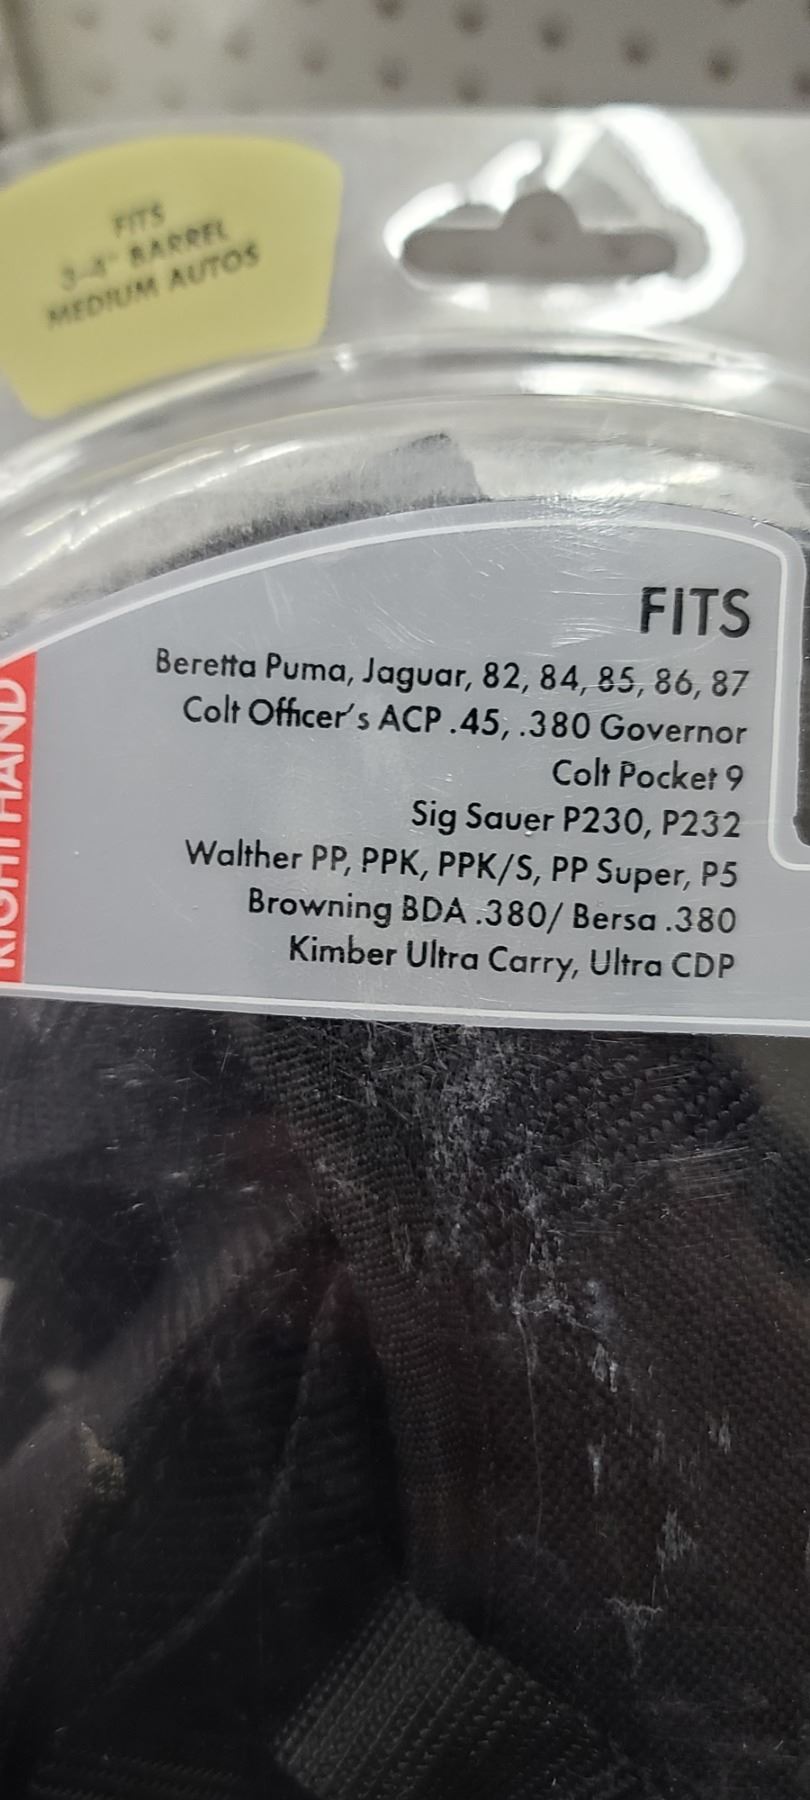 FITS
3-4" BARREL
MEDIUM AUTOS
FITS
Beretta Puma, Jaguar, 82, 84, 85, 86, 87
Colt Officer's ACP .45, .380 Governor
Colt Pocket 9
Sig Sauer P230, P232
Walther PP, PPK, PPK/S, PP Super, P5
Browning BDA .380/ Bersa .380
Kimber Ultra Carry, Ultra CDP
RIGHT HAND